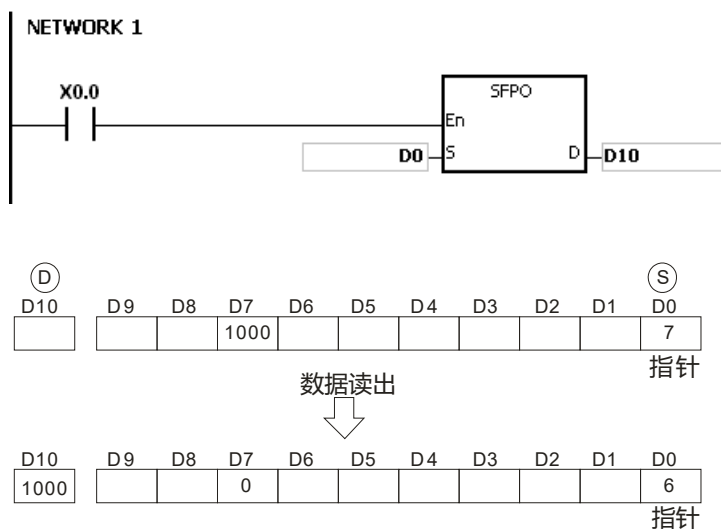 NETWORK 1
X0.0
SFPO
En
D0 S D D10
D S
D10 D9 D8 D7 D6 D5 D4 D3 D2 D1 D0
1000 7
指针
数据读出
D10 D9 D8 D7 D6 D5 D4 D3 D2 D1 D0
1000 0 6
指针